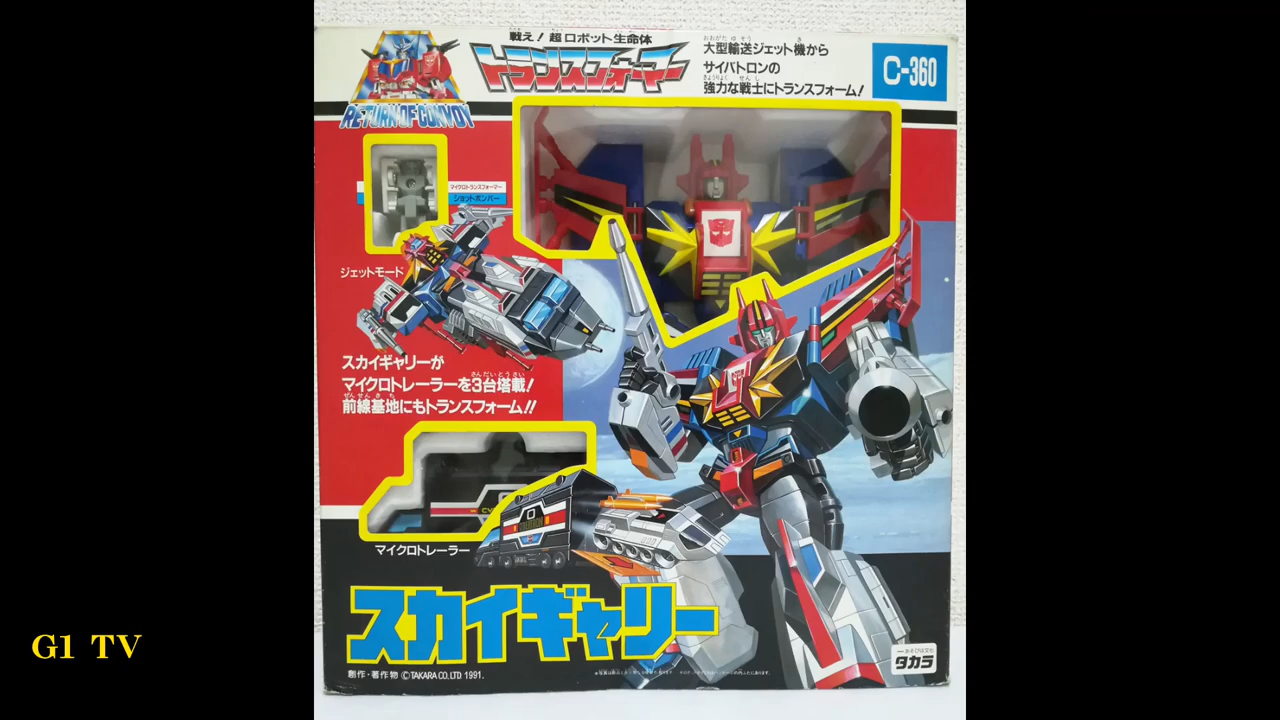 戦え!超ロボット生命体
トランスフォーマー
RETURN OF CONVOY
大型輸送ジェット機から
サイバトロンの
強力な戦士にトランスフォーム!
C-360
マイクロトランスフォーマー
ショットボンバー
ジェットモード
スカイギャリーが
マイクロトレーラーを3台塔載!
前線基地にもトランスフォーム!!
マイクロトレーラー
スカイギャリー
タカラ
創作・著作物 ©TAKARA CO.,LTD 1991.
G1 TV